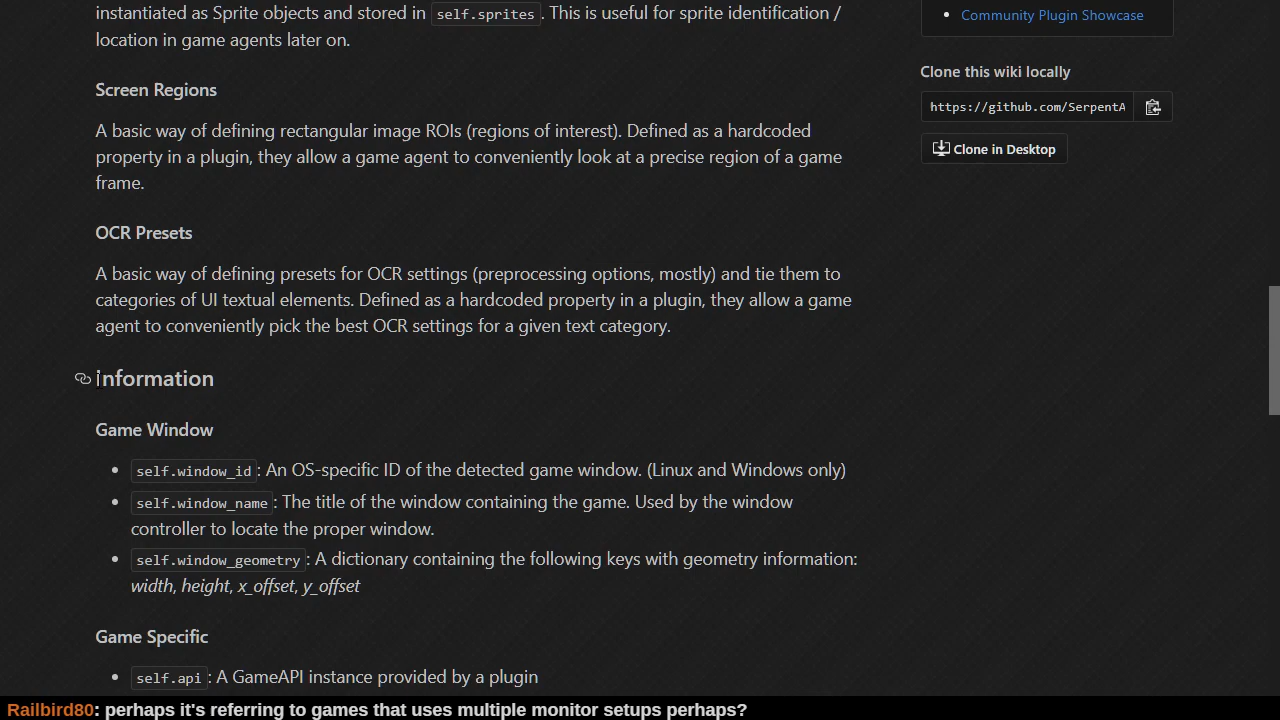 instantiated as Sprite objects and stored in self.sprites. This is useful for sprite identification /
location in game agents later on.
Screen Regions
A basic way of defining rectangular image ROIs (regions of interest). Defined as a hardcoded
property in a plugin, they allow a game agent to conveniently look at a precise region of a game
frame.
OCR Presets
A basic way of defining presets for OCR settings (preprocessing options, mostly) and tie them to
categories of UI textual elements. Defined as a hardcoded property in a plugin, they allow a game
agent to conveniently pick the best OCR settings for a given text category.
Information
Game Window
self.window_id: An OS-specific ID of the detected game window. (Linux and Windows only)
self.window_name: The title of the window containing the game. Used by the window
controller to locate the proper window.
self.window_geometry: A dictionary containing the following keys with geometry information:
width, height, x_offset, y_offset
Game Specific
self.api: A GameAPI instance provided by a plugin
Community Plugin Showcase
Clone this wiki locally
https://github.com/SerpentA
Clone in Desktop
Railbird80: perhaps it's referring to games that uses multiple monitor setups perhaps?